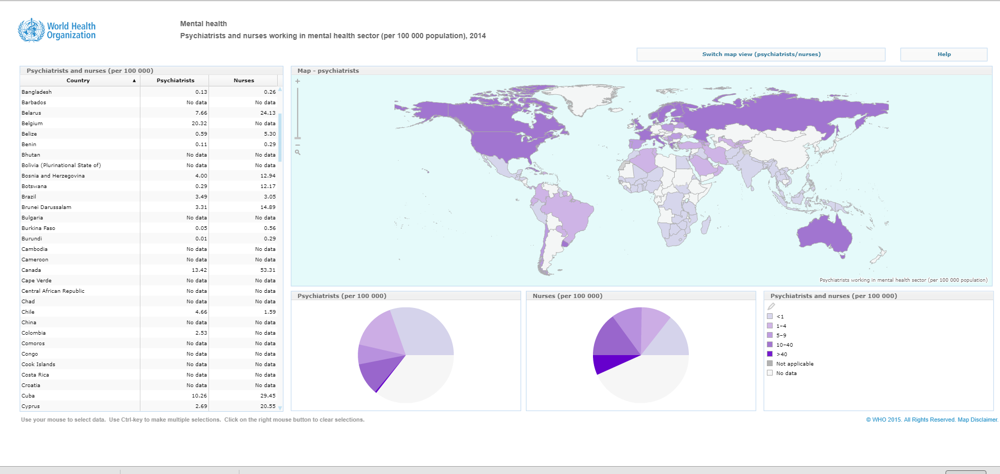 World Health
Organization
Mental health
Psychiatrists and nurses working in mental health sector (per 100 000 population), 2014
Switch map view (psychiatrists/nurses)
Help
Psychiatrists and nurses (per 100 000)
Country ▲ Psychiatrists Nurses
Bangladesh 0.13 0.26
Barbados No data No data
Belarus 7.66 24.13
Belgium 20.32 No data
Belize 0.59 5.30
Benin 0.11 0.29
Bhutan No data No data
Bolivia (Plurinational State of) No data No data
Bosnia and Herzegovina 4.00 12.94
Botswana 0.29 12.17
Brazil 3.49 3.05
Brunei Darussalam 3.31 14.89
Bulgaria No data No data
Burkina Faso 0.05 0.56
Burundi 0.01 0.29
Cambodia No data No data
Cameroon No data No data
Canada 13.42 53.31
Cape Verde No data No data
Central African Republic No data No data
Chad No data No data
Chile 4.66 1.59
China No data No data
Colombia 2.53 No data
Comoros No data No data
Congo No data No data
Cook Islands No data No data
Costa Rica No data No data
Croatia No data No data
Cuba 10.26 29.45
Cyprus 2.69 20.55
Map - psychiatrists
Psychiatrists working in mental health sector (per 100 000 population)
Psychiatrists (per 100 000)
Nurses (per 100 000)
Psychiatrists and nurses (per 100 000)
<1
1–4
5–9
10–40
>40
Not applicable
No data
Use your mouse to select data. Use Ctrl-key to make multiple selections. Click on the right mouse button to clear selections.
© WHO 2015. All Rights Reserved. Map Disclaimer.